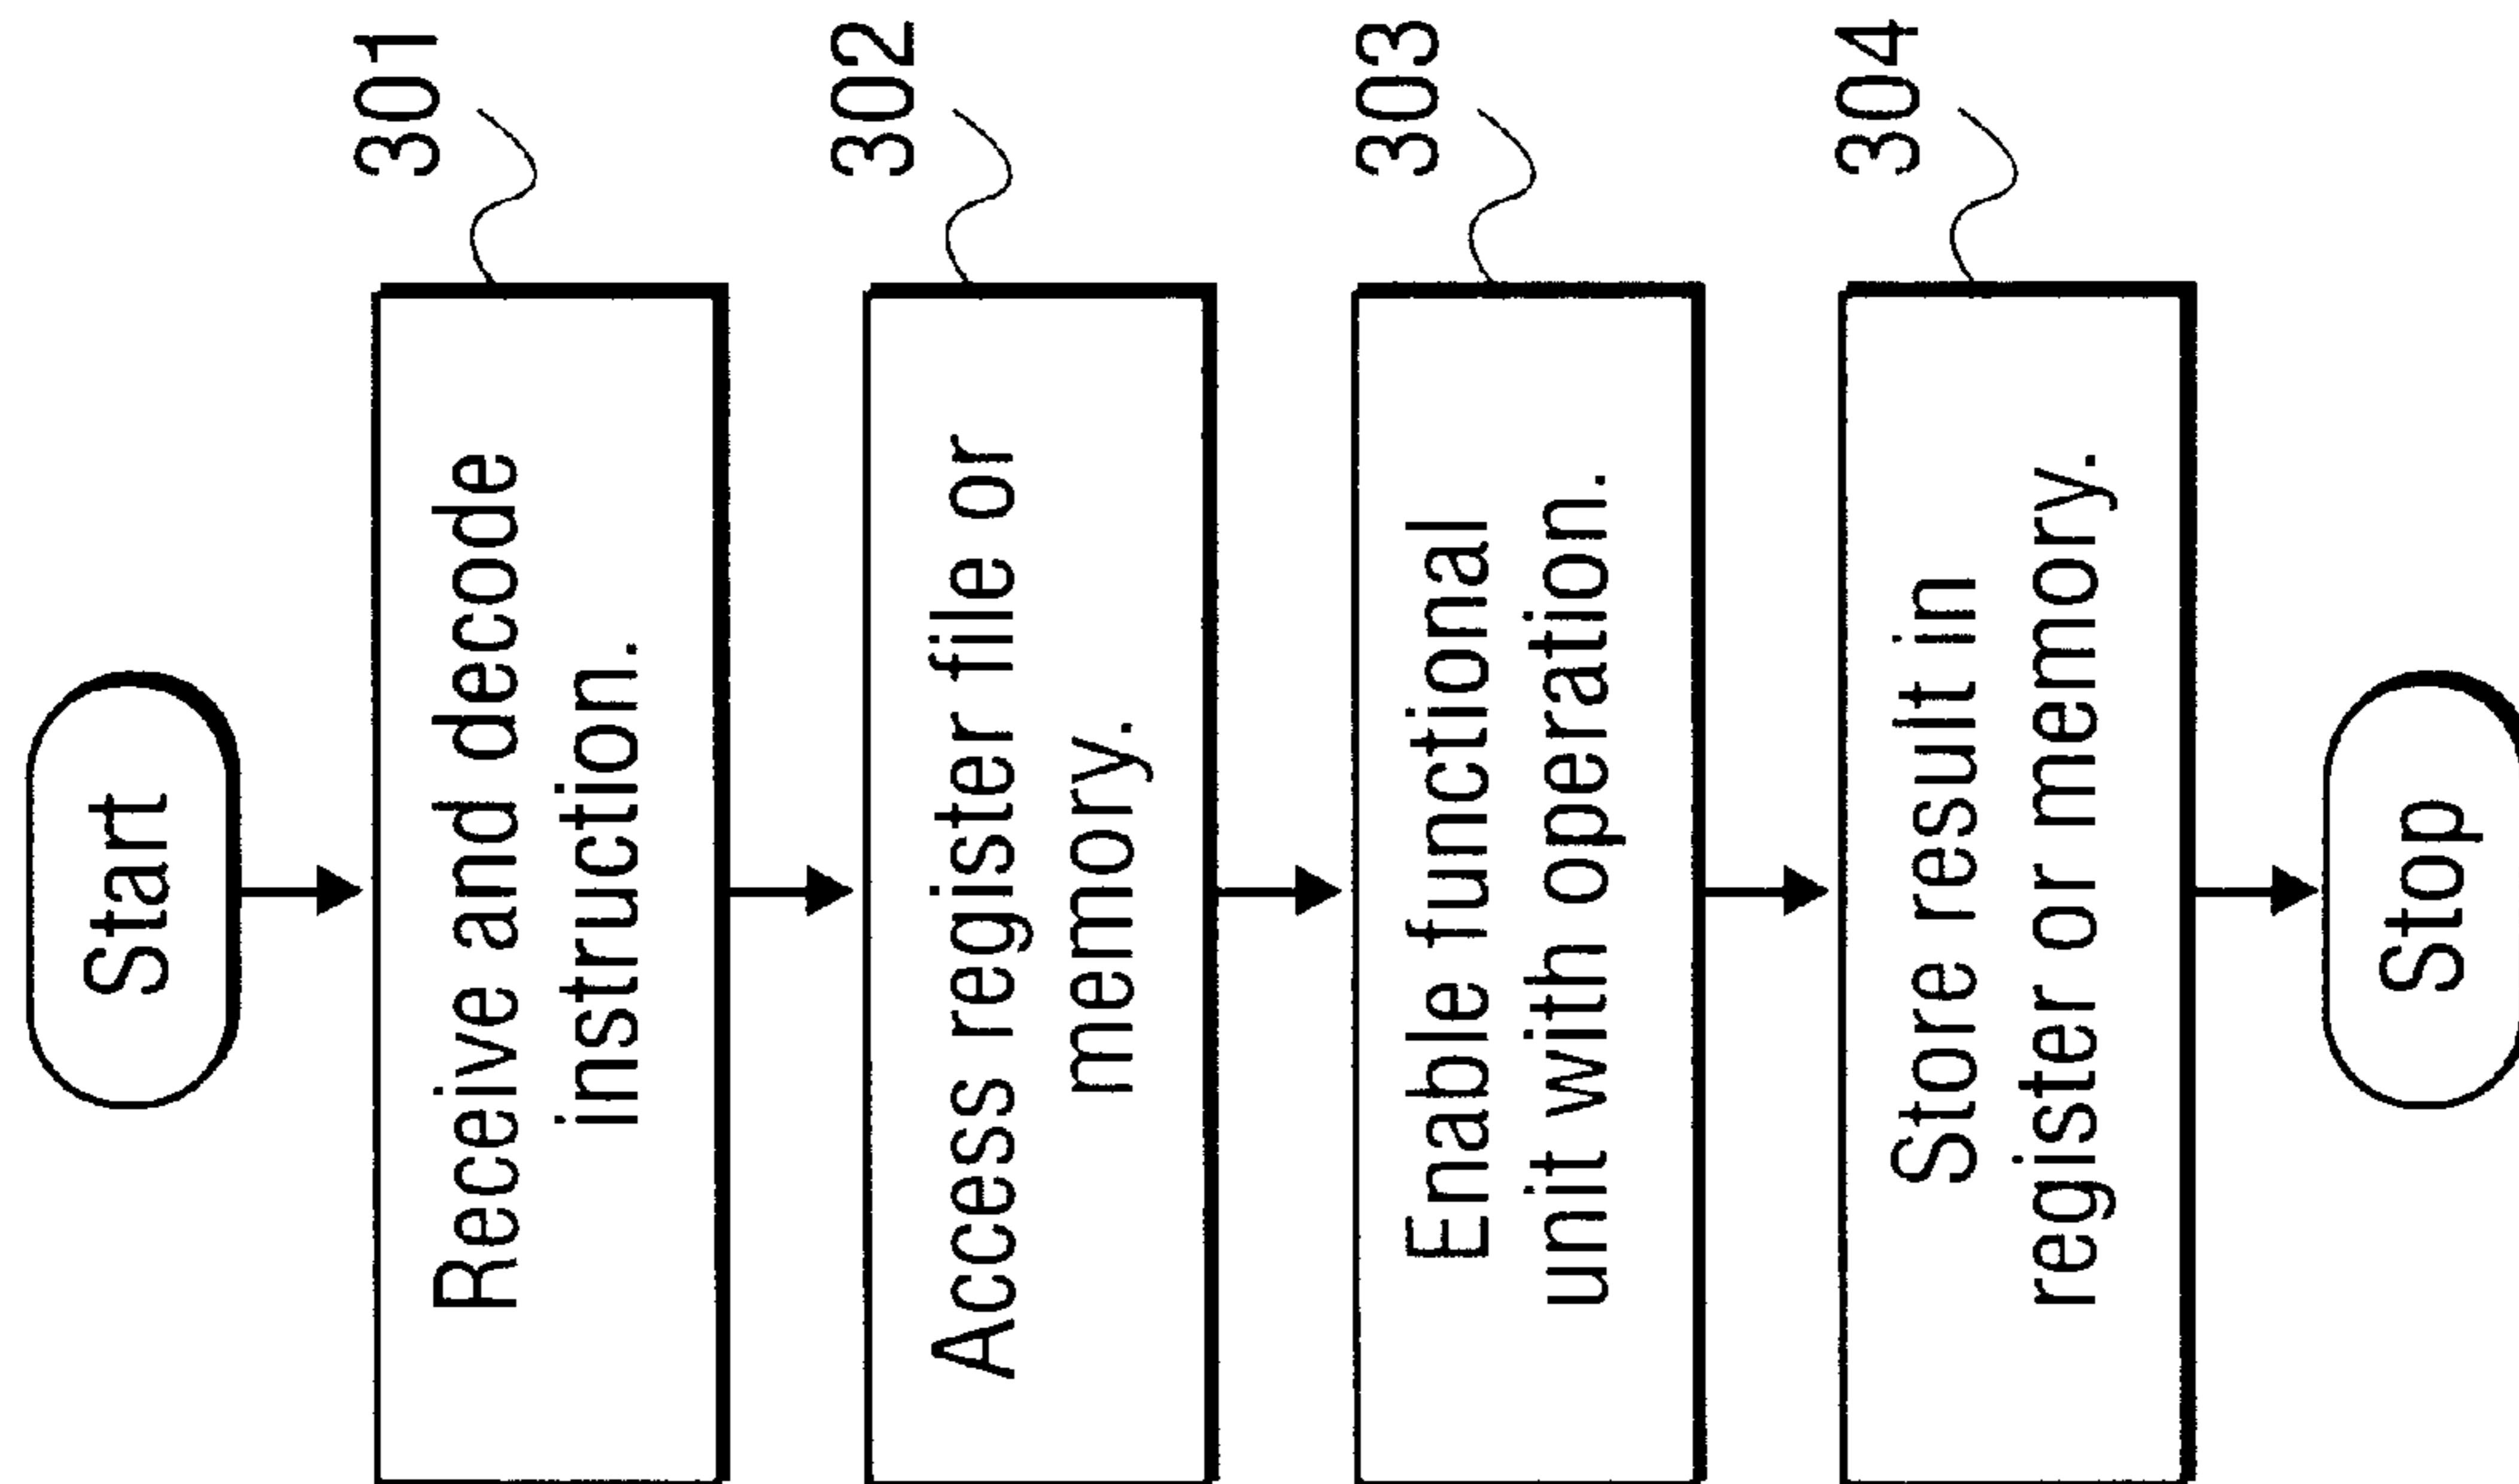 Start
301
Receive and decode
instruction.
302
Access register file or
memory.
303
Enable functional
unit with operation.
304
Store result in
register or memory.
Stop